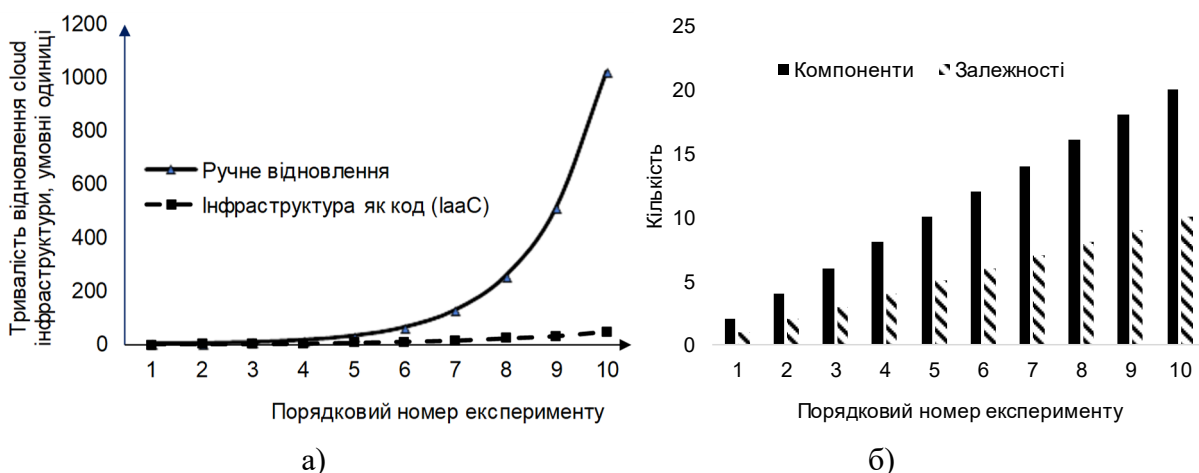 Тривалість відновлення cloud
інфраструктури, умовні одиниці
1200
1000
800
600
400
200
0
Ручне відновлення
Інфраструктура як код (IaaC)
1 2 3 4 5 6 7 8 9 10
Порядковий номер експерименту
а)
Кількість
25
20
15
10
5
0
Компоненти Залежності
1 2 3 4 5 6 7 8 9 10
Порядковий номер експерименту
б)